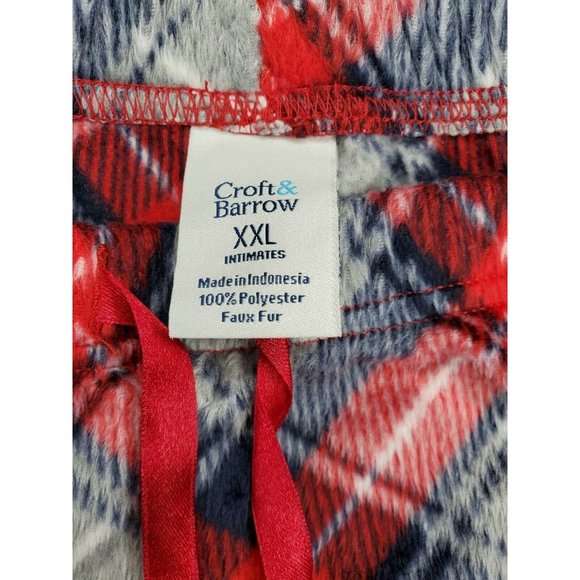 Croft&
Barrow
XXL
INTIMATES
Made in Indonesia
100% Polyester
Faux Fur